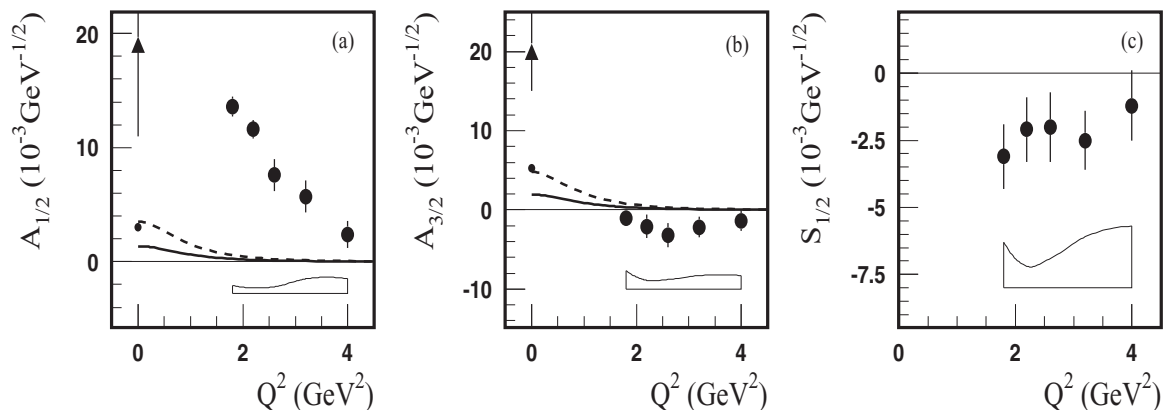 A1/2 (10-3GeV-1/2)
20
10
0
(a)
0 2 4
Q2 (GeV2)
A3/2 (10-3GeV-1/2)
20
10
0
-10
(b)
0 2 4
Q2 (GeV2)
S1/2 (10-3GeV-1/2)
0
-2.5
-5
-7.5
(c)
0 2 4
Q2 (GeV2)